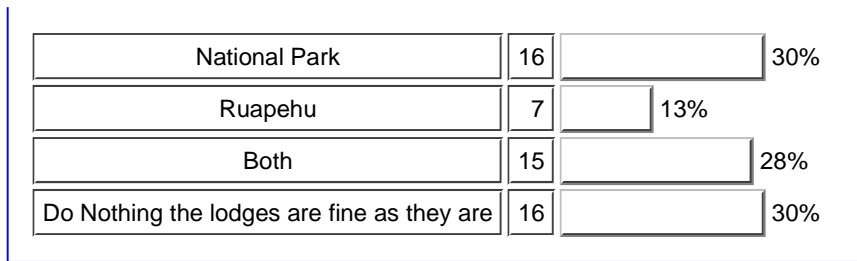 National Park 16 30%
Ruapehu 7 13%
Both 15 28%
Do Nothing the lodges are fine as they are 16 30%